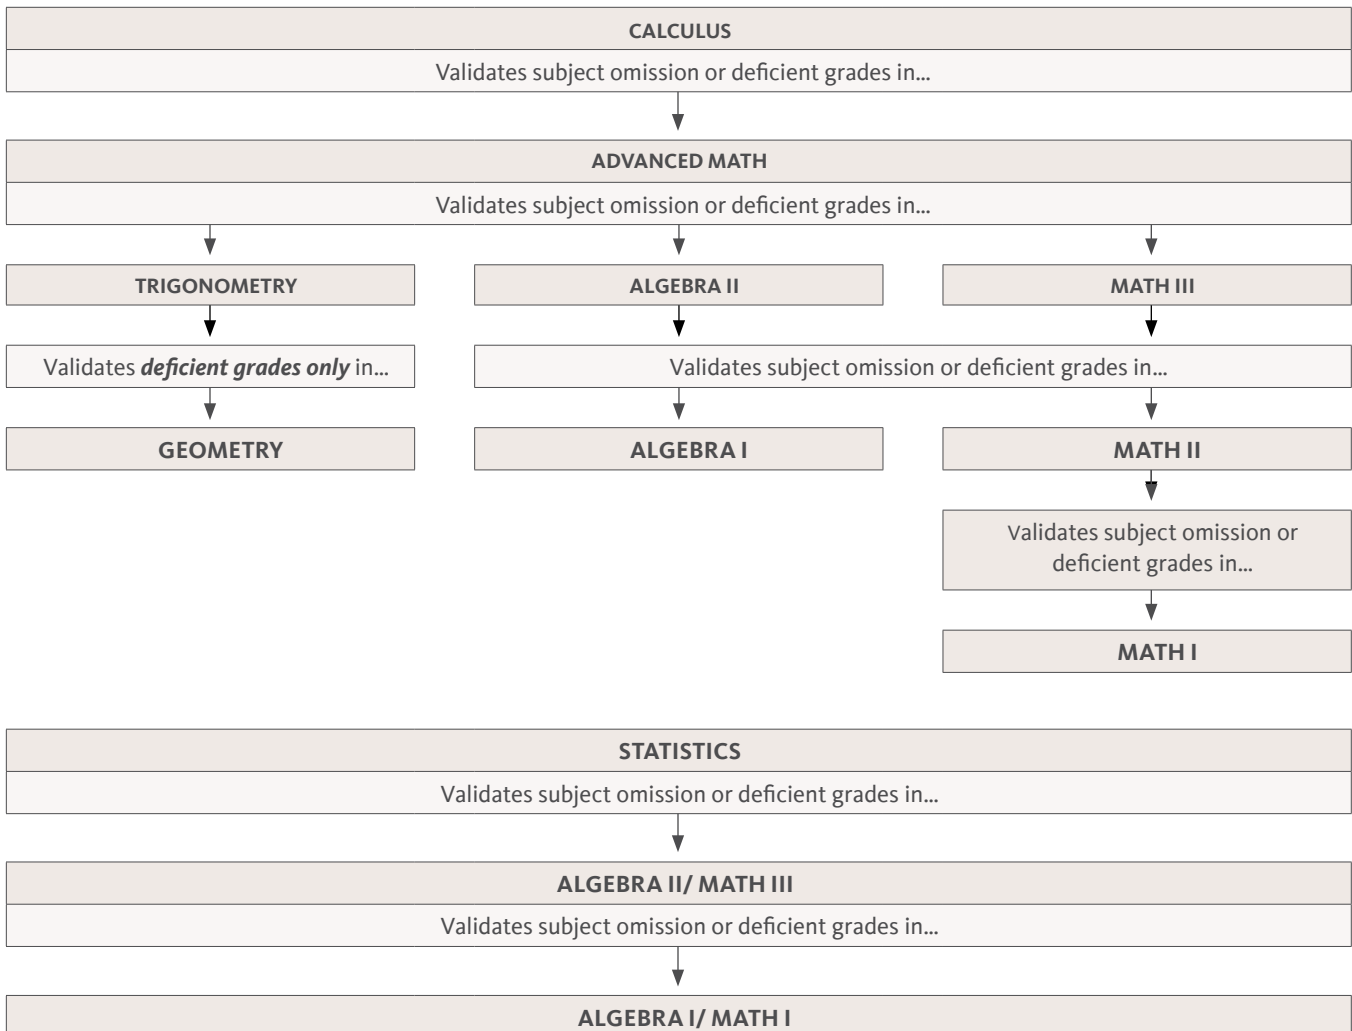 CALCULUS
Validates subject omission or deficient grades in...
ADVANCED MATH
Validates subject omission or deficient grades in...
TRIGONOMETRY
ALGEBRA II
MATH III
Validates deficient grades only in...
Validates subject omission or deficient grades in...
GEOMETRY
ALGEBRA I
MATH II
Validates subject omission or
deficient grades in...
MATH I
STATISTICS
Validates subject omission or deficient grades in...
ALGEBRA II/ MATH III
Validates subject omission or deficient grades in...
ALGEBRA I/ MATH I